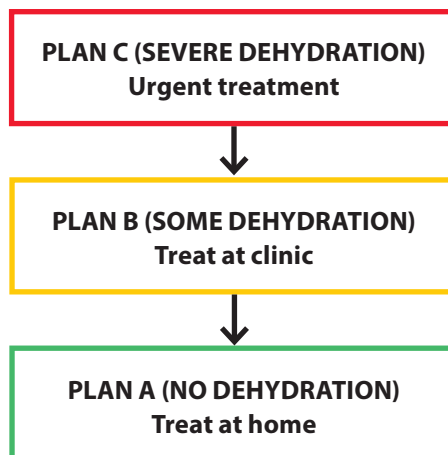 PLAN C (SEVERE DEHYDRATION)
Urgent treatment
PLAN B (SOME DEHYDRATION)
Treat at clinic
PLAN A (NO DEHYDRATION)
Treat at home